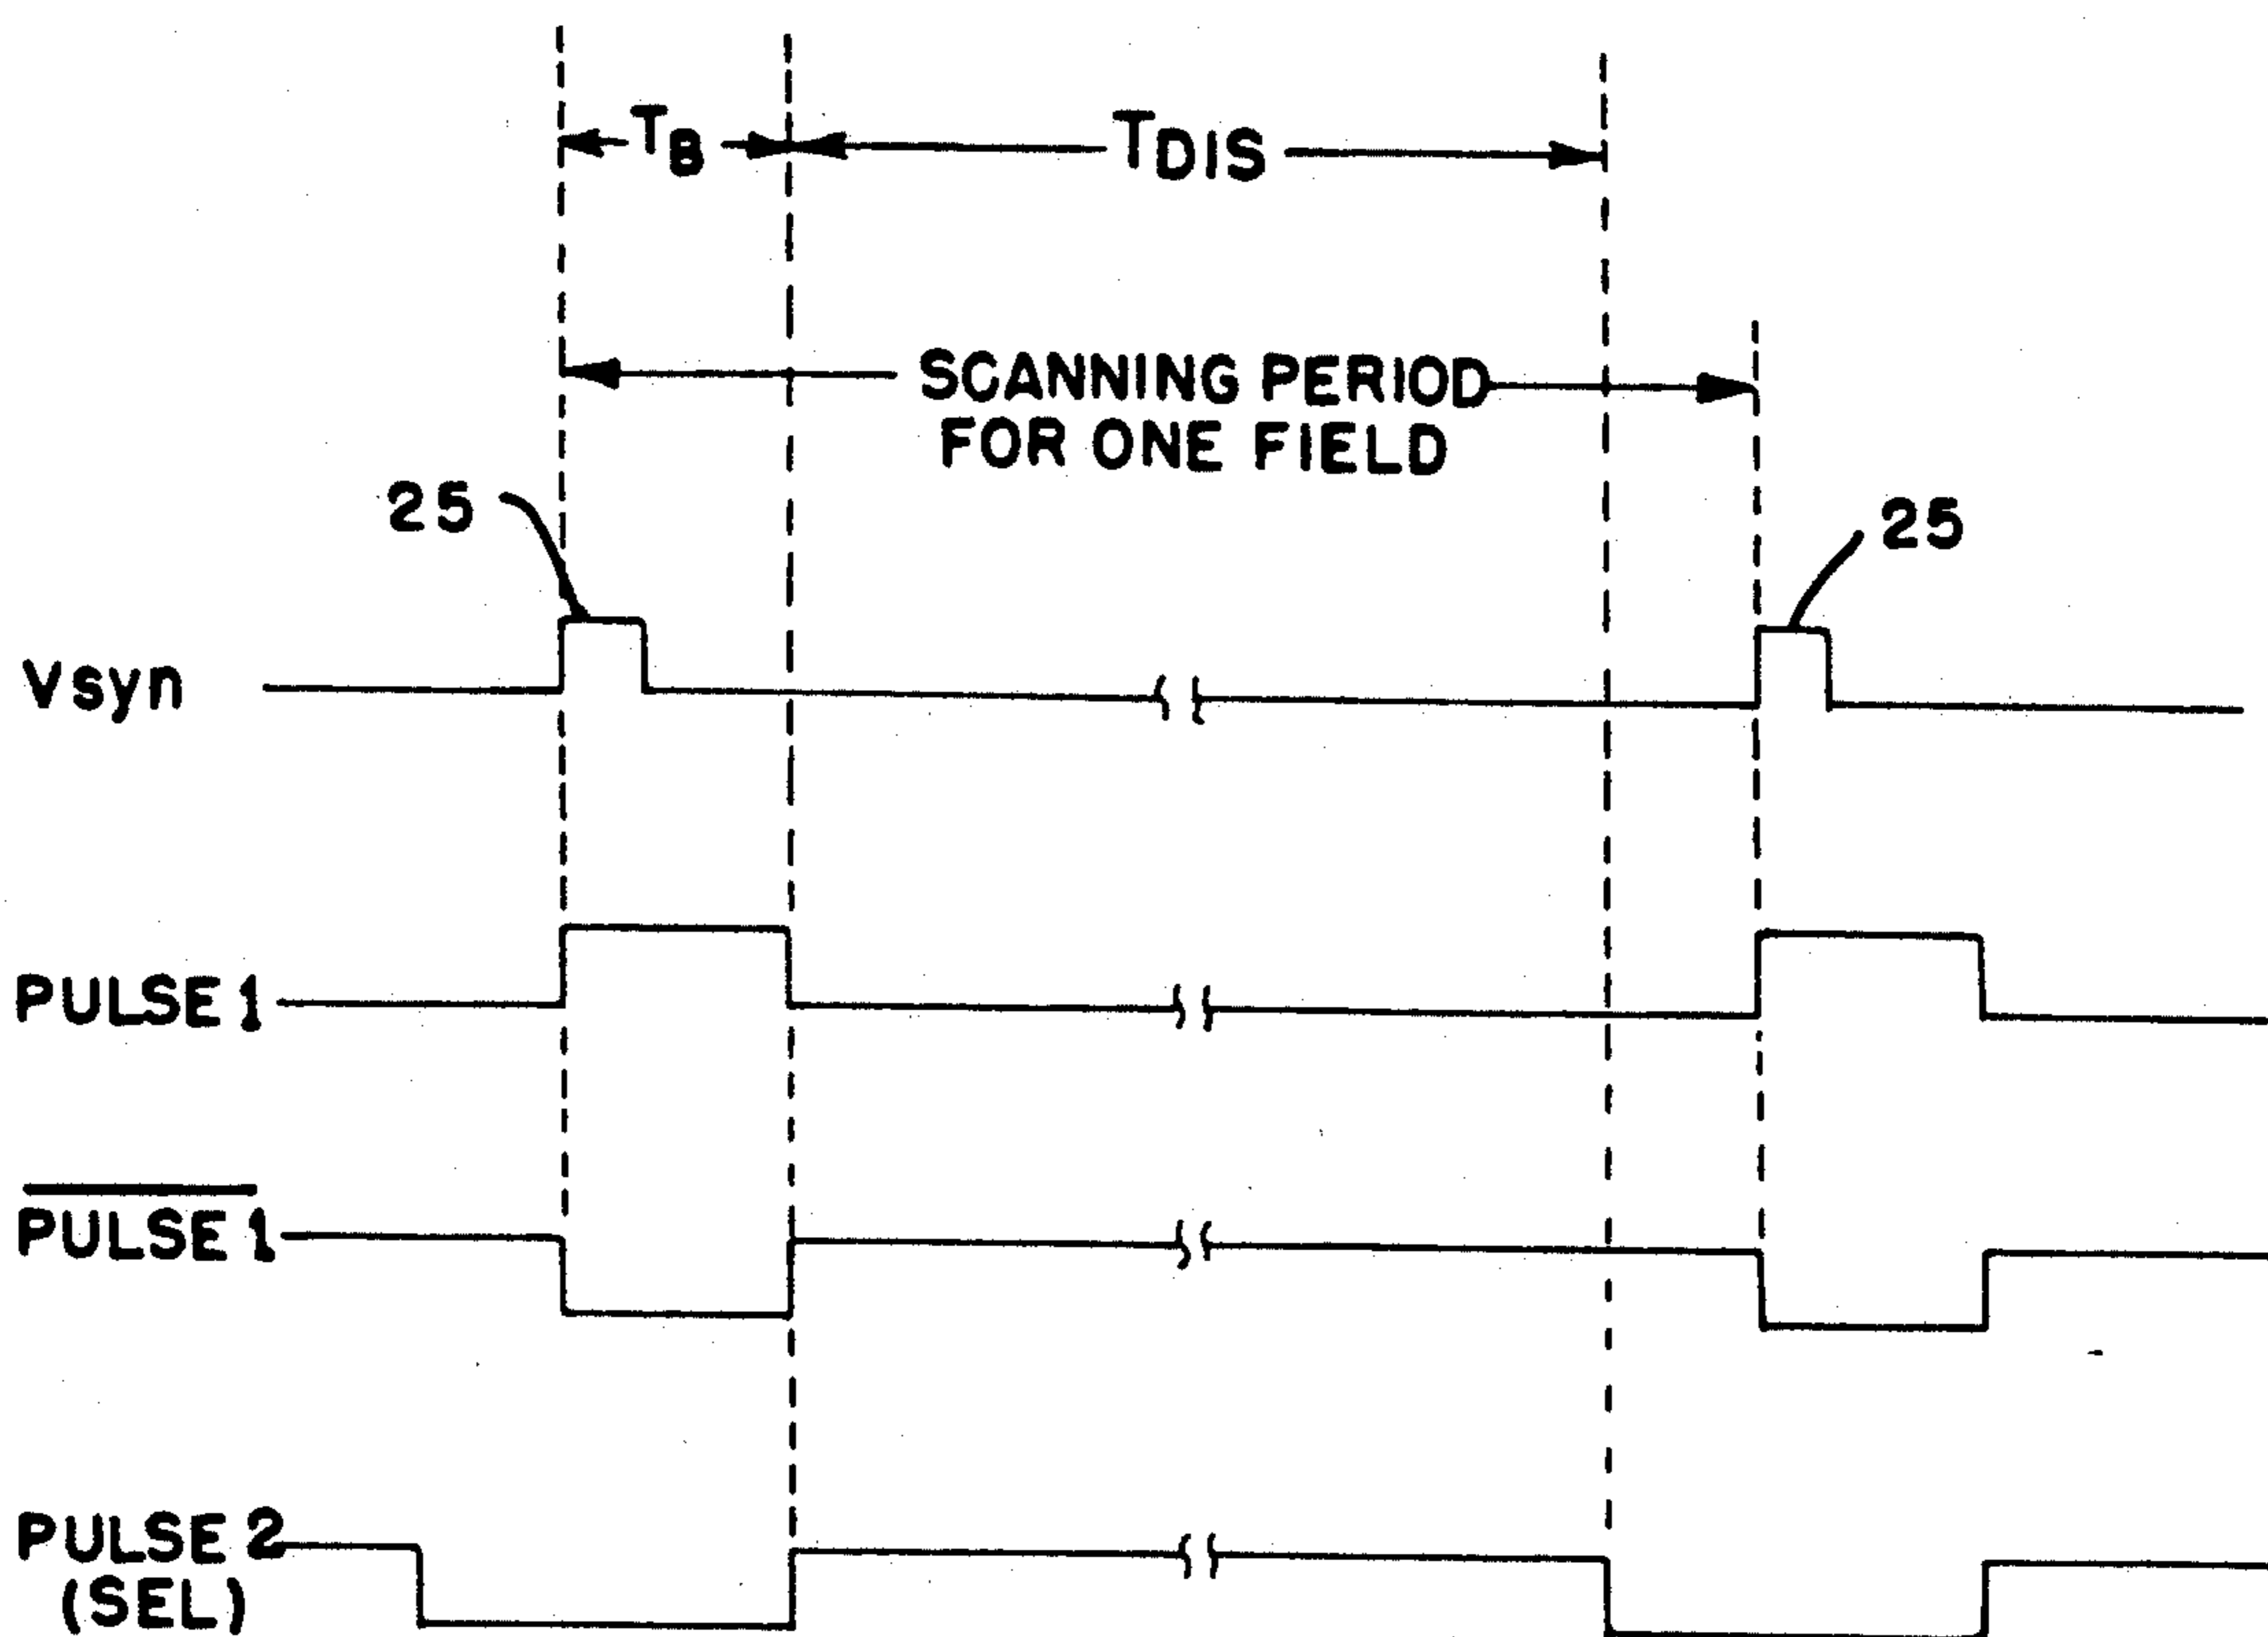 TB
TDIS
SCANNING PERIOD
FOR ONE FIELD
25
25
Vsyn
PULSE 1
PULSE 1
PULSE 2
(SEL)